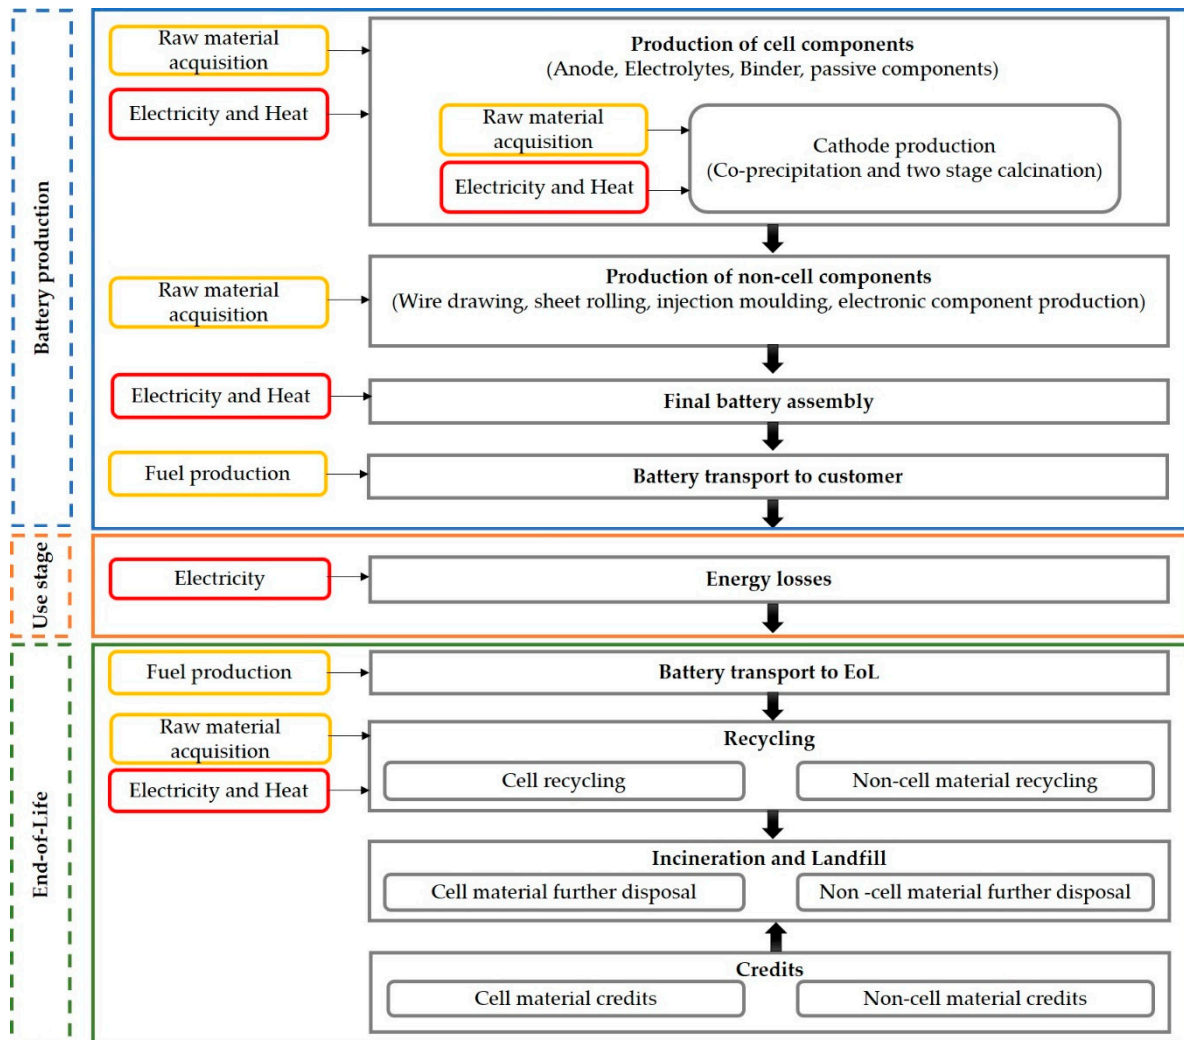 Battery production
Raw material
acquisition
Electricity and Heat
Production of cell components
(Anode, Electrolytes, Binder, passive components)
Raw material
acquisition
Electricity and Heat
Cathode production
(Co-precipitation and two stage calcination)
Raw material
acquisition
Production of non-cell components
(Wire drawing, sheet rolling, injection moulding, electronic component production)
Electricity and Heat
Final battery assembly
Fuel production
Battery transport to customer
Use stage
Electricity
Energy losses
End-of-Life
Fuel production
Battery transport to EoL
Raw material
acquisition
Electricity and Heat
Recycling
Cell recycling
Non-cell material recycling
Incineration and Landfill
Cell material further disposal
Non -cell material further disposal
Credits
Cell material credits
Non-cell material credits